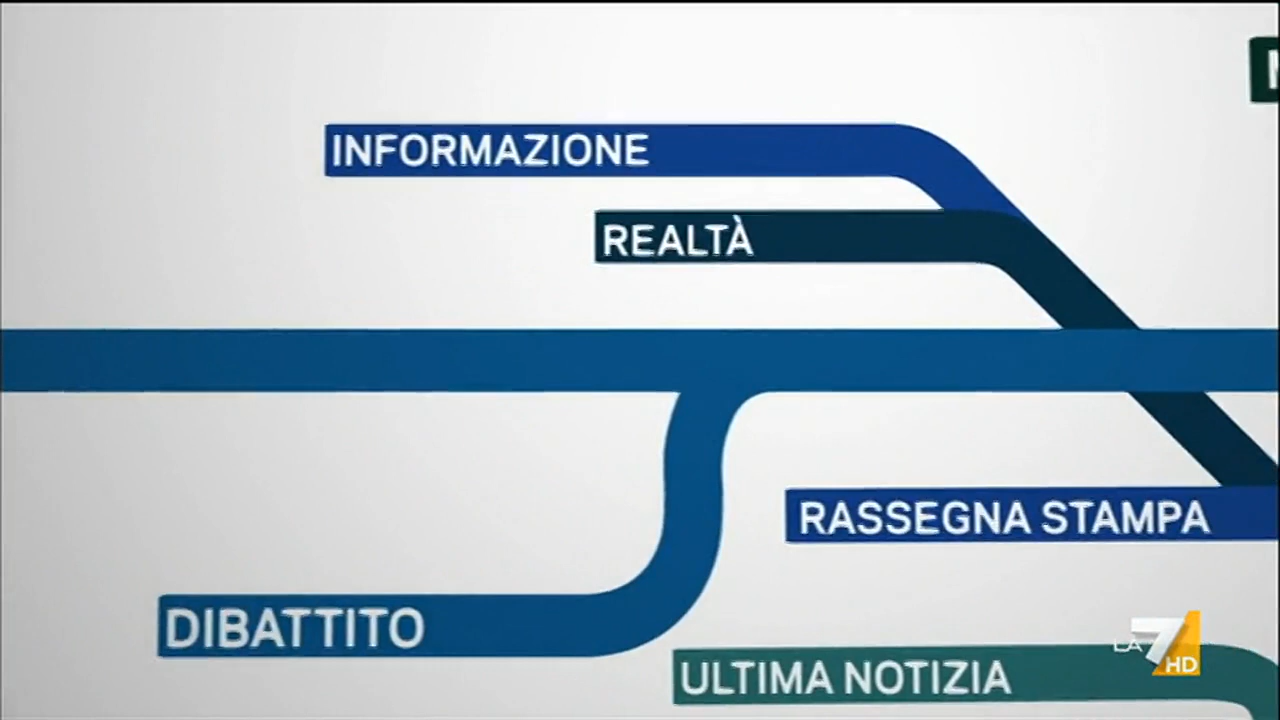 INFORMAZIONE
REALTÀ
RASSEGNA STAMPA
DIBATTITO
ULTIMA NOTIZIA
LA7
HD